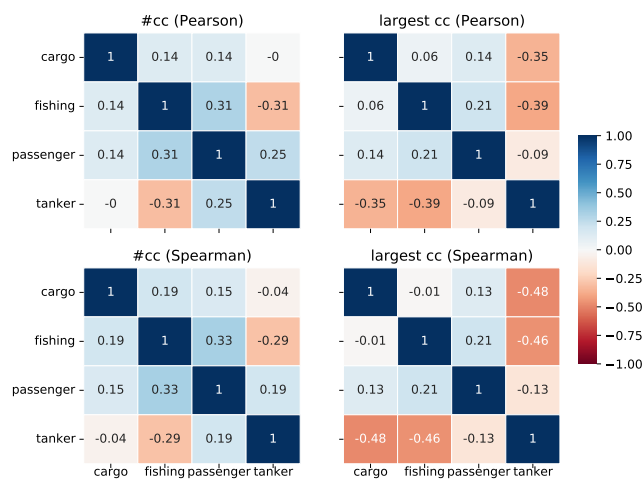 #cc (Pearson)
cargo 1 0.14 0.14 -0
fishing 0.14 1 0.31 -0.31
passenger 0.14 0.31 1 0.25
tanker -0 -0.31 0.25 1
largest cc (Pearson)
1 0.06 0.14 -0.35
0.06 1 0.21 -0.39
0.14 0.21 1 -0.09
-0.35 -0.39 -0.09 1
#cc (Spearman)
cargo 1 0.19 0.15 -0.04
fishing 0.19 1 0.33 -0.29
passenger 0.15 0.33 1 0.19
tanker -0.04 -0.29 0.19 1
cargo fishing passenger tanker
largest cc (Spearman)
1 -0.01 0.13 -0.48
-0.01 1 0.21 -0.46
0.13 0.21 1 -0.13
-0.48 -0.46 -0.13 1
cargo fishing passenger tanker
1.00
0.75
0.50
0.25
0.00
−0.25
−0.50
−0.75
−1.00